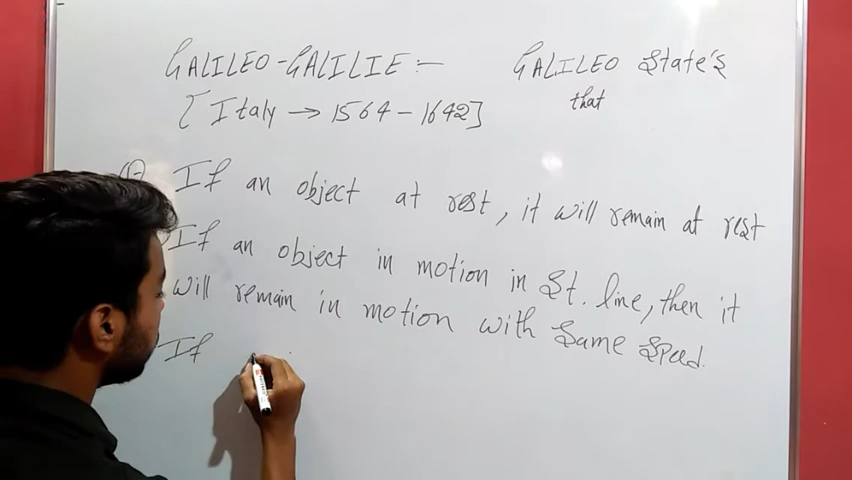 GALILEO-GALILIE :-
GALILEO State's
that
[Italy → 1564 - 1642]
If an object at rest, it will remain at rest
If an object in motion in St. line, then it
will remain in motion with Same Speed.
If